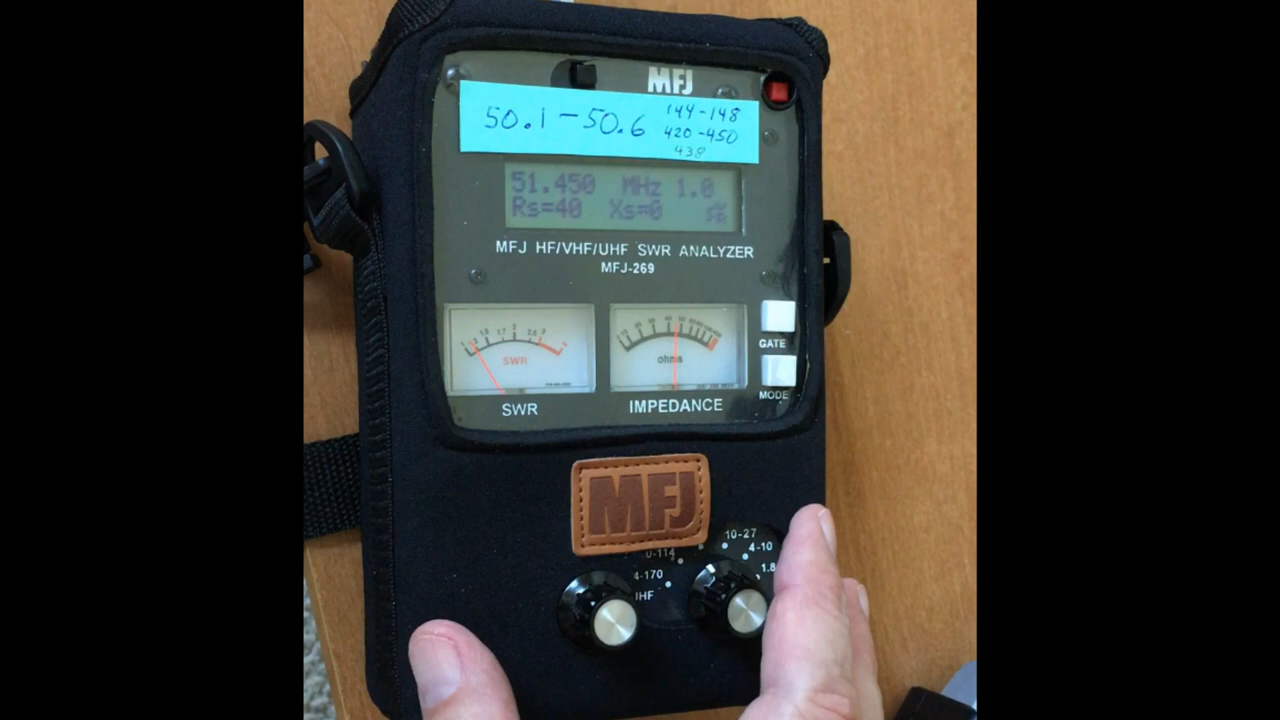 MFJ
50.1-50.6 144-148
420-450
438
51.450 MHz 1.0
Rs=40 Xs=0
MFJ HF/VHF/UHF SWR ANALYZER
MFJ-269
SWR
ohms
GATE
MODE
SWR
IMPEDANCE
MFJ
10-27
4-10
1.8
0-114
4-170
UHF